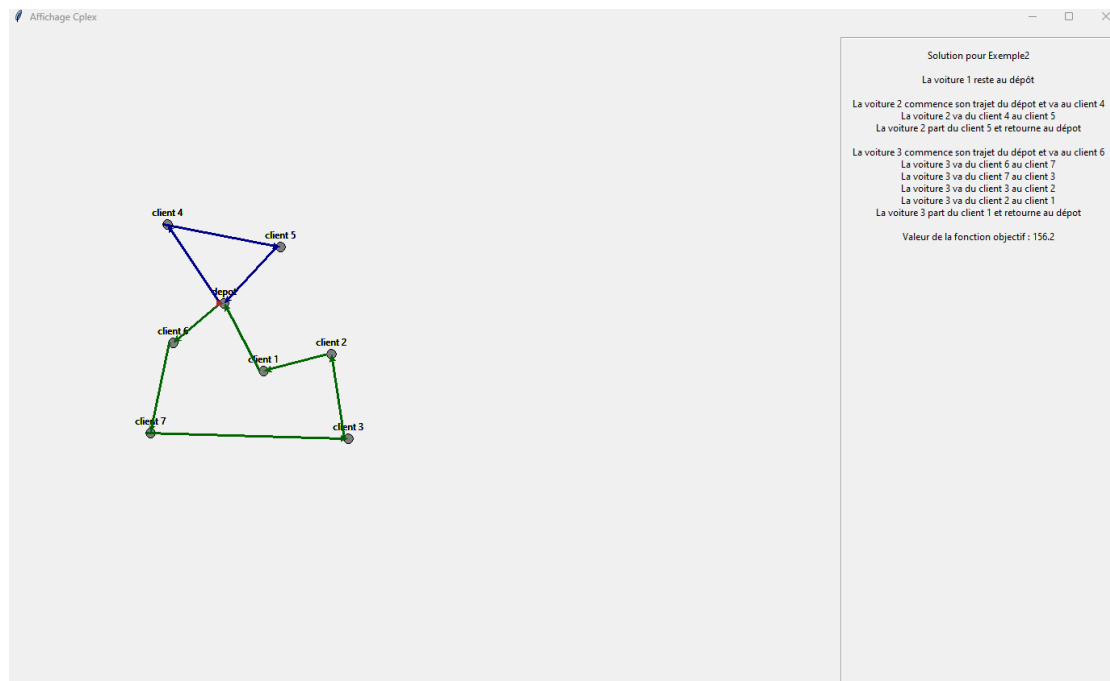 Affichage Cplex
Solution pour Exemple2
La voiture 1 reste au dépôt
La voiture 2 commence son trajet du dépot et va au client 4
La voiture 2 va du client 4 au client 5
La voiture 2 part du client 5 et retourne au dépot
La voiture 3 commence son trajet du dépot et va au client 6
La voiture 3 va du client 6 au client 7
La voiture 3 va du client 7 au client 3
La voiture 3 va du client 3 au client 2
La voiture 3 va du client 2 au client 1
La voiture 3 part du client 1 et retourne au dépot
Valeur de la fonction objectif : 156.2
client 4
client 5
depot
client 6
client 2
client 1
client 7
client 3